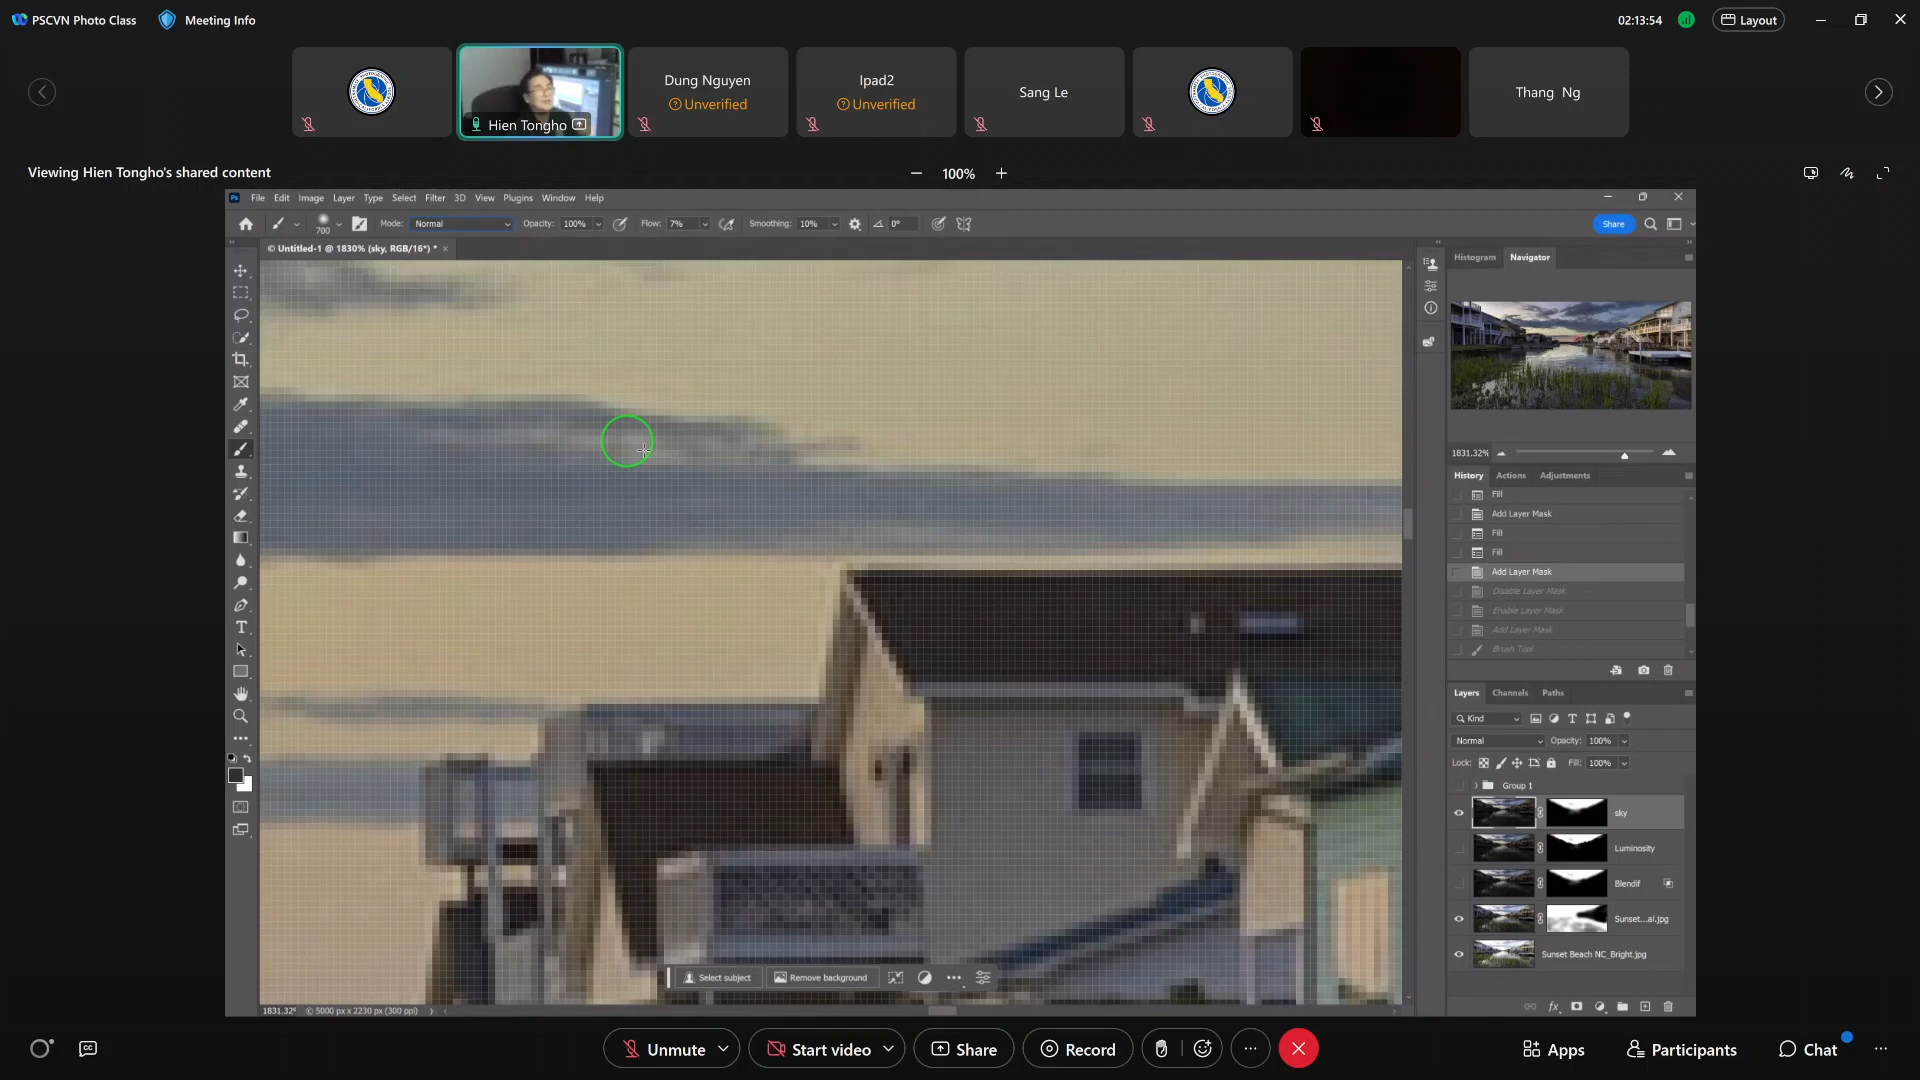 PSCVN Photo Class
Meeting Info
02:13:54
Layout
Hien Tongho
Dung Nguyen
Unverified
Ipad2
Unverified
Sang Le
Thang Ng
Viewing Hien Tongho's shared content
100%
Ps
File Edit Image Layer Type Select Filter 3D View Plugins Window Help
700
Mode: Normal
Opacity: 100%
Flow: 7%
Smoothing: 10%
0°
Share
© Untitled-1 @ 1830% (sky, RGB/16*) *
Histogram Navigator
1831.32%
History Actions Adjustments
Fill
Add Layer Mask
Fill
Fill
Add Layer Mask
Disable Layer Mask
Enable Layer Mask
Add Layer Mask
Brush Tool
Layers Channels Paths
Kind
Normal
Opacity: 100%
Lock:
Fill: 100%
Group 1
sky
Luminosity
Blendif
Sunset...al.jpg
Sunset Beach NC_Bright.jpg
fx
Select subject
Remove background
1831.32%
© 5000 px x 2230 px (300 ppi)
CC
Unmute
Start video
Share
Record
Apps
Participants
Chat